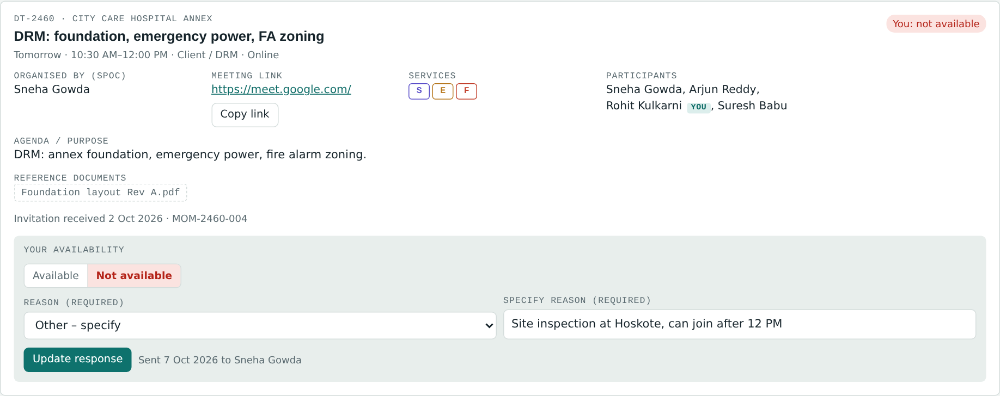 DT-2460 · CITY CARE HOSPITAL ANNEX
You: not available
DRM: foundation, emergency power, FA zoning
Tomorrow · 10:30 AM–12:00 PM · Client / DRM · Online
ORGANISED BY (SPOC)
Sneha Gowda
MEETING LINK
https://meet.google.com/
Copy link
SERVICES
S E F
PARTICIPANTS
Sneha Gowda, Arjun Reddy,
Rohit Kulkarni YOU, Suresh Babu
AGENDA / PURPOSE
DRM: annex foundation, emergency power, fire alarm zoning.
REFERENCE DOCUMENTS
Foundation layout Rev A.pdf
Invitation received 2 Oct 2026 · MOM-2460-004
YOUR AVAILABILITY
Available Not available
REASON (REQUIRED)
Other – specify
SPECIFY REASON (REQUIRED)
Site inspection at Hoskote, can join after 12 PM
Update response Sent 7 Oct 2026 to Sneha Gowda